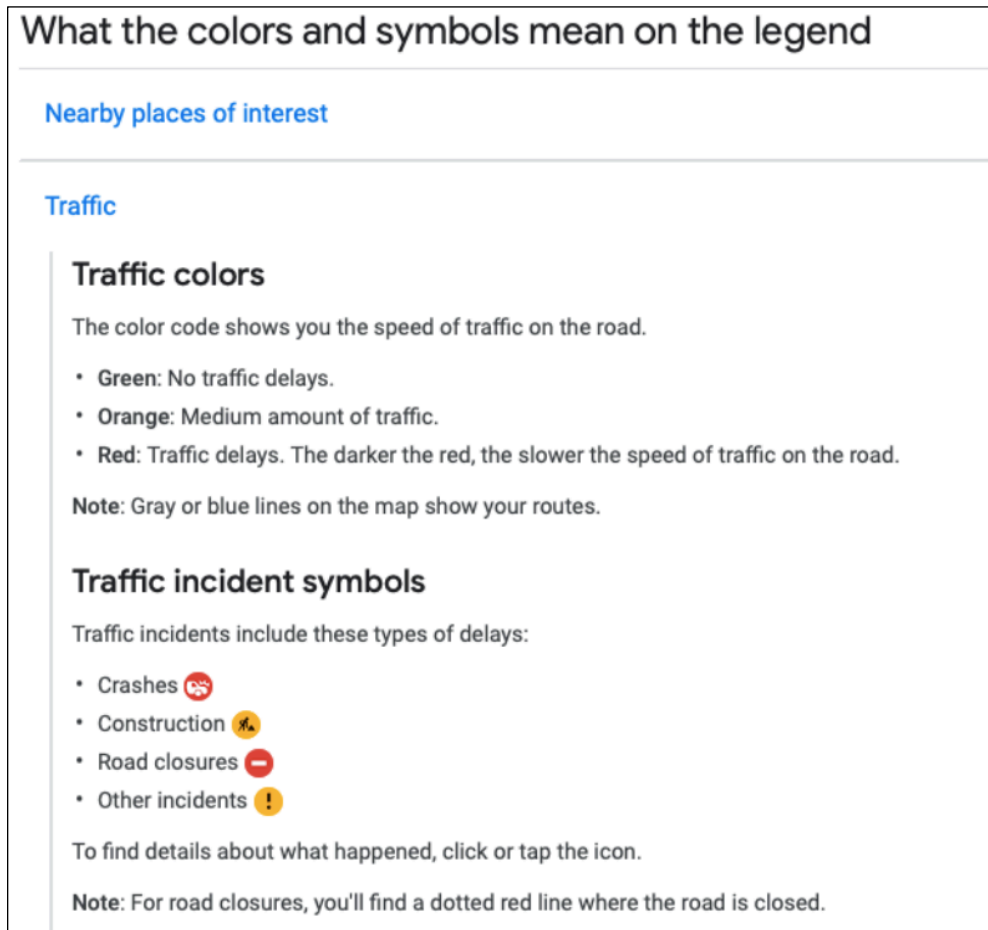 What the colors and symbols mean on the legend
Nearby places of interest
Traffic
Traffic colors
The color code shows you the speed of traffic on the road.
• Green: No traffic delays.
• Orange: Medium amount of traffic.
• Red: Traffic delays. The darker the red, the slower the speed of traffic on the road.
Note: Gray or blue lines on the map show your routes.
Traffic incident symbols
Traffic incidents include these types of delays:
• Crashes
• Construction
• Road closures
• Other incidents
To find details about what happened, click or tap the icon.
Note: For road closures, you'll find a dotted red line where the road is closed.